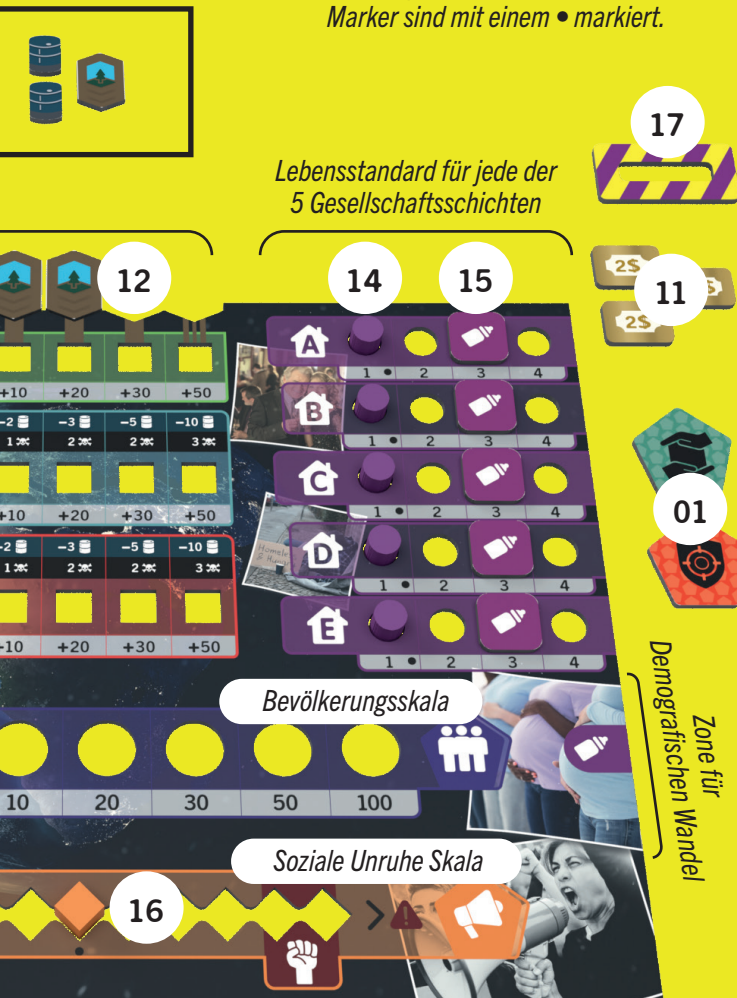 Marker sind mit einem • markiert.
17
Lebensstandard für jede der
5 Gesellschaftsschichten
12
14
15
2$
11
2$
A
1 • 2 3 4
+10 +20 +30 +50
B
1 • 2 3 4
-2 -3 -5 -10
1 2 2 3
C
1 • 2 3 4
+10 +20 +30 +50
01
D
1 • 2 3 4
-2 -3 -5 -10
1 2 2 3
E
1 • 2 3 4
+20 +30 +50
Zone für
Demografischen Wandel
Bevölkerungsskala
10 20 30 50 100
Soziale Unruhe Skala
16